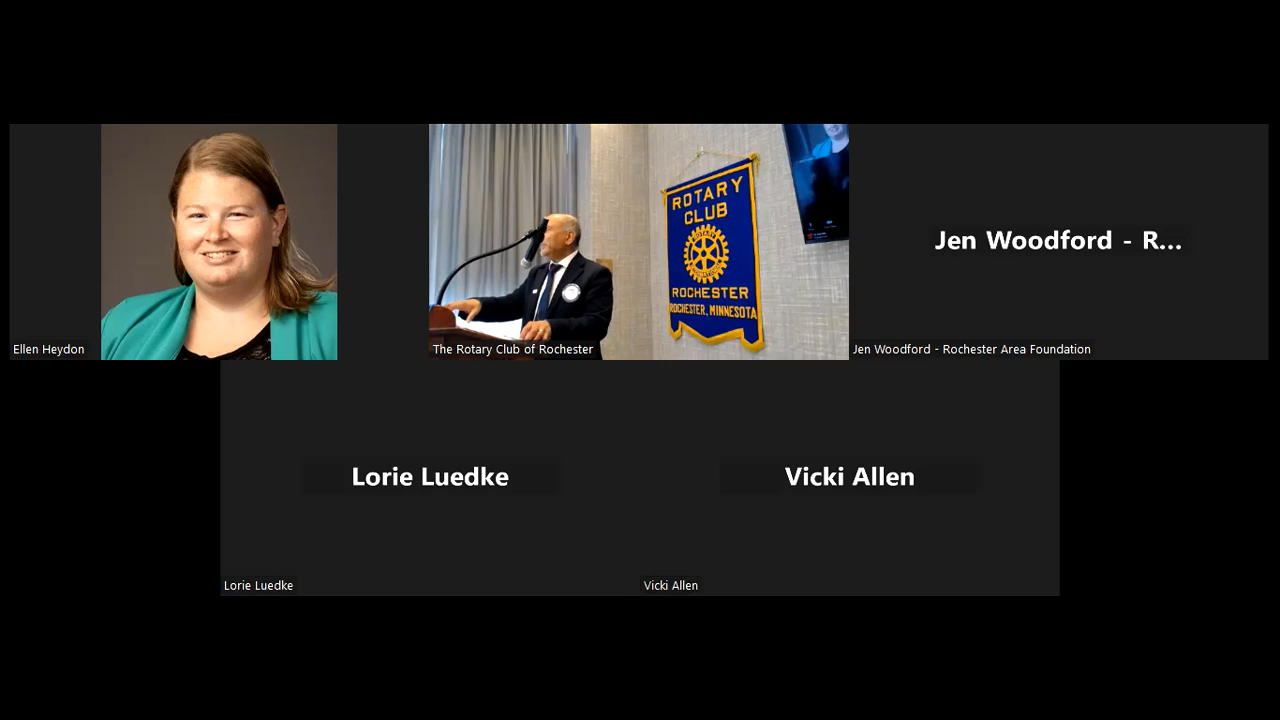 ROTARY
CLUB
ROCHESTER
ROCHESTER, MINNESOTA
Jen Woodford - R...
Ellen Heydon
The Rotary Club of Rochester
Jen Woodford - Rochester Area Foundation
Lorie Luedke
Vicki Allen
Lorie Luedke
Vicki Allen